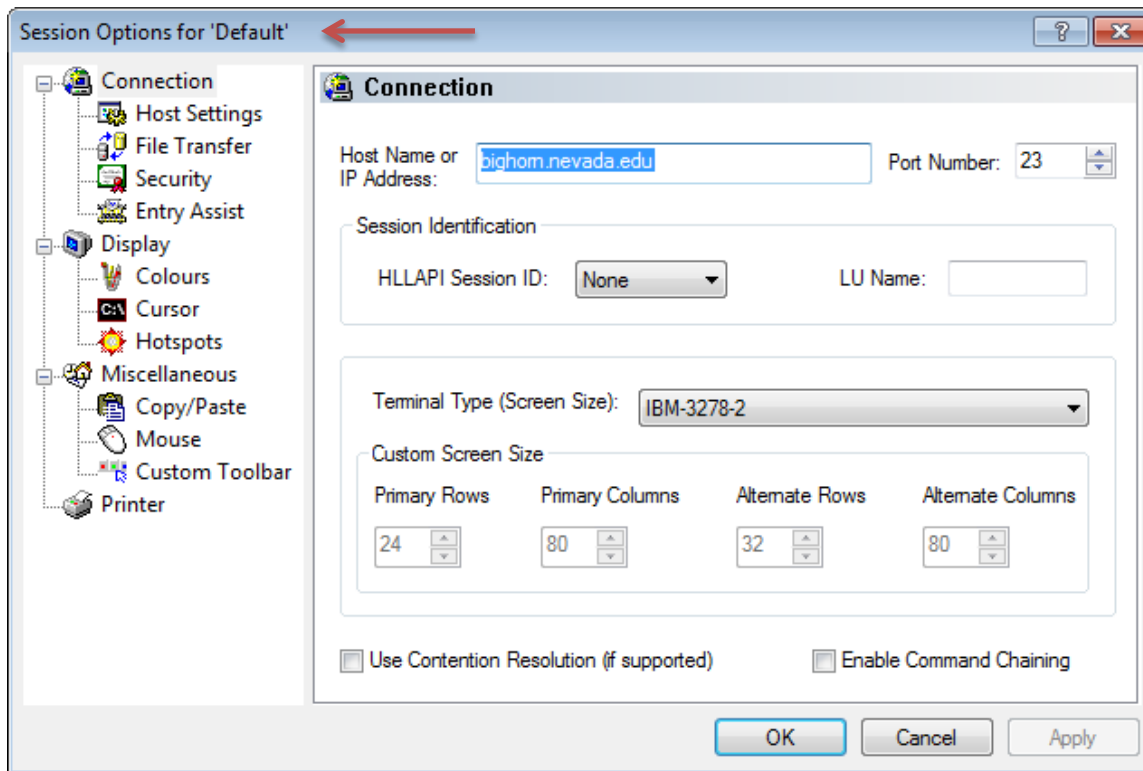 Session Options for 'Default'
Connection
Host Settings
File Transfer
Security
Entry Assist
Display
Colours
C:\
Cursor
Hotspots
Miscellaneous
Copy/Paste
Mouse
Custom Toolbar
Printer
Connection
Host Name or
IP Address:
bighorn.nevada.edu
Port Number:
23
Session Identification
HLLAPI Session ID:
None
LU Name:
Terminal Type (Screen Size):
IBM-3278-2
Custom Screen Size
Primary Rows
Primary Columns
Alternate Rows
Alternate Columns
24
80
32
80
Use Contention Resolution (if supported)
Enable Command Chaining
OK
Cancel
Apply